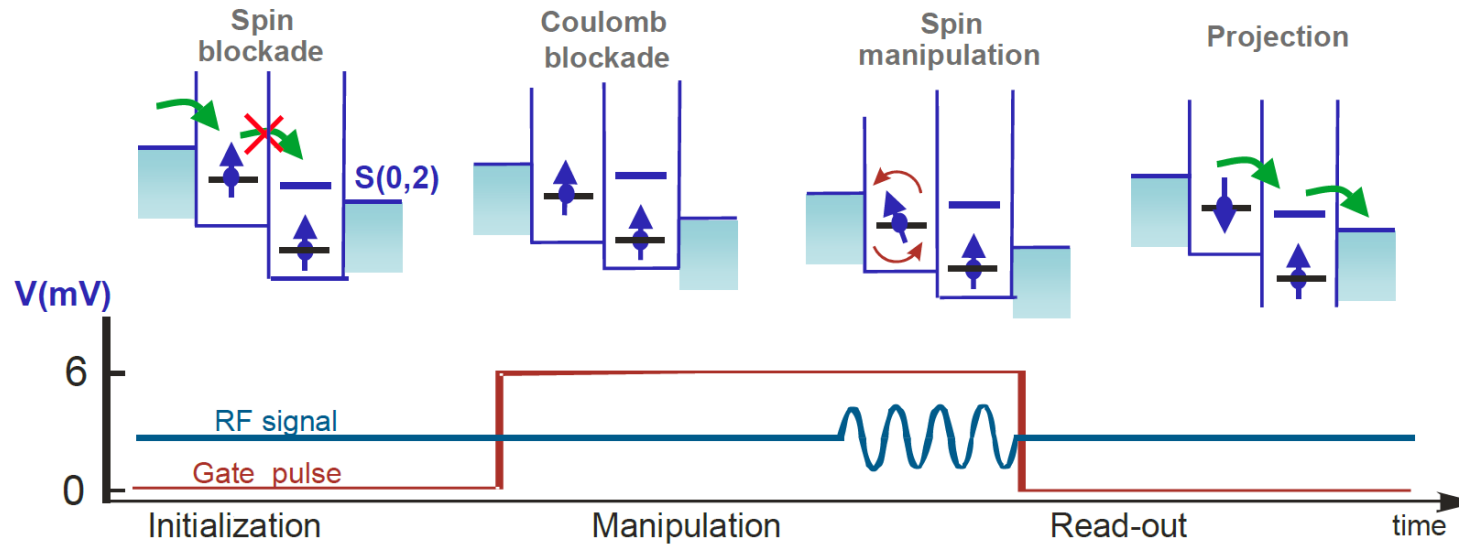 Spin
blockade
Coulomb
blockade
Spin
manipulation
Projection
S(0,2)
V(mV)
6
RF signal
Gate pulse
0
Initialization
Manipulation
Read-out
time